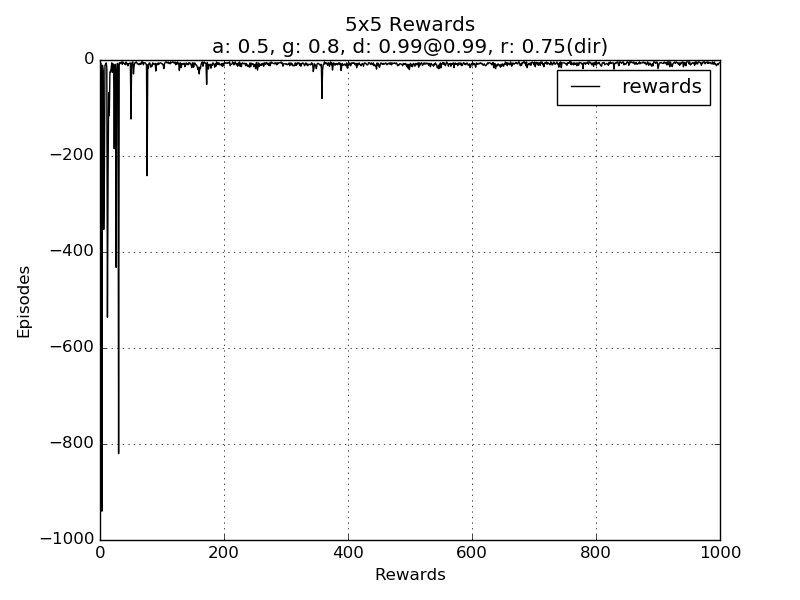 5x5 Rewards
a: 0.5, g: 0.8, d: 0.99@0.99, r: 0.75(dir)
rewards
0
−200
−400
−600
−800
−1000
Episodes
0 200 400 600 800 1000
Rewards